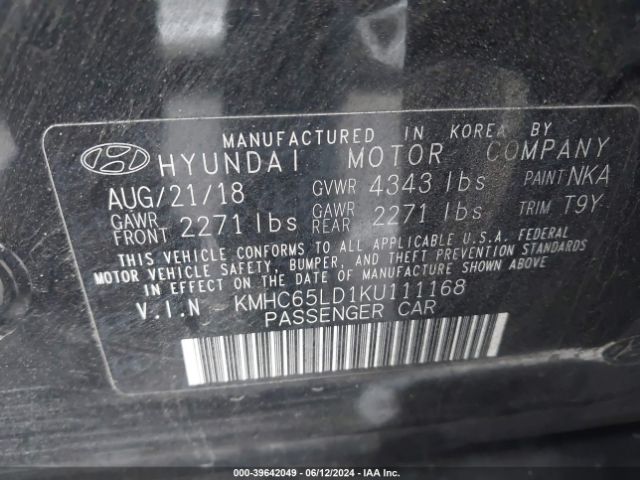 MANUFACTURED IN KOREA BY
HYUNDAI MOTOR COMPANY
AUG/21/18 GVWR 4343 lbs PAINT NKA
GAWR FRONT 2271 lbs GAWR REAR 2271 lbs TRIM T9Y
THIS VEHICLE CONFORMS TO ALL APPLICABLE U.S.A. FEDERAL
MOTOR VEHICLE SAFETY, BUMPER, AND THEFT PREVENTION STANDARDS
IN EFFECT ON THE DATE OF MANUFACTURE SHOWN ABOVE.
V.I.N KMHC65LD1KU111168
PASSENGER CAR
000-39642049 - 06/12/2024 - IAAI.COM